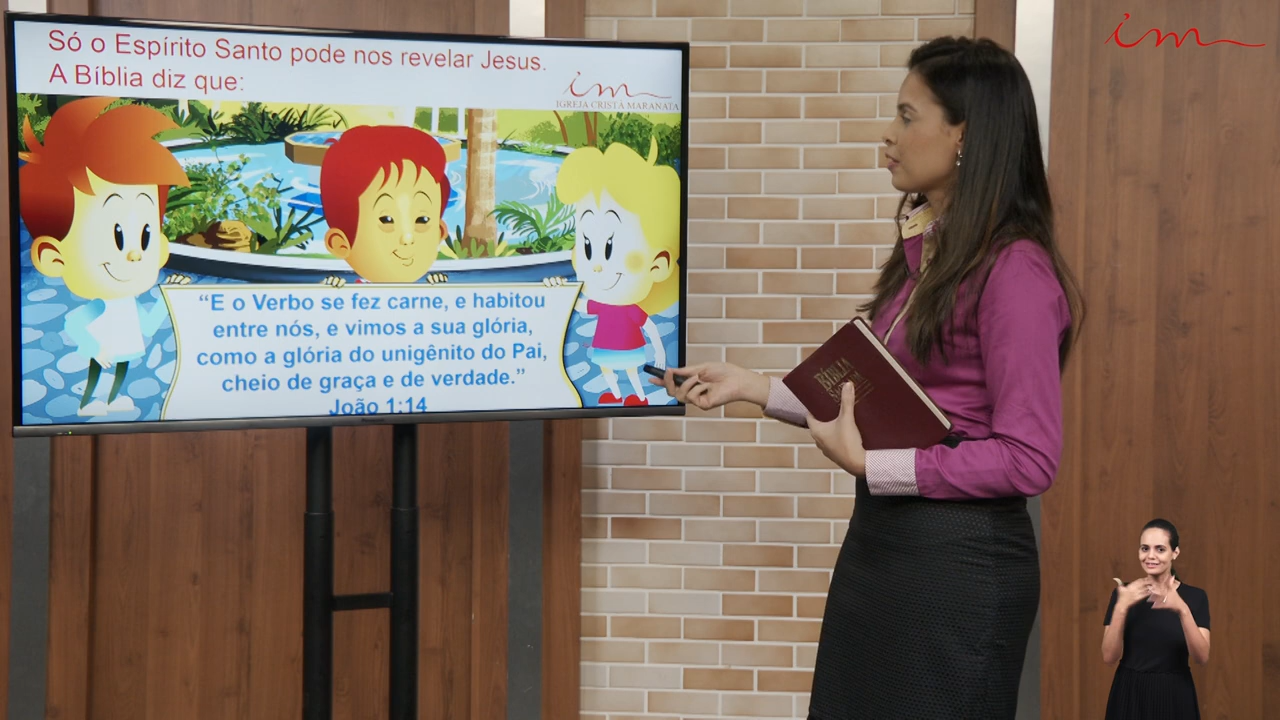 Só o Espírito Santo pode nos revelar Jesus.
A Bíblia diz que:
im
IGREJA CRISTÃ MARANATA
“E o Verbo se fez carne, e habitou
entre nós, e vimos a sua glória,
como a glória do unigênito do Pai,
cheio de graça e de verdade.”
João 1:14
im
BÍBLIA